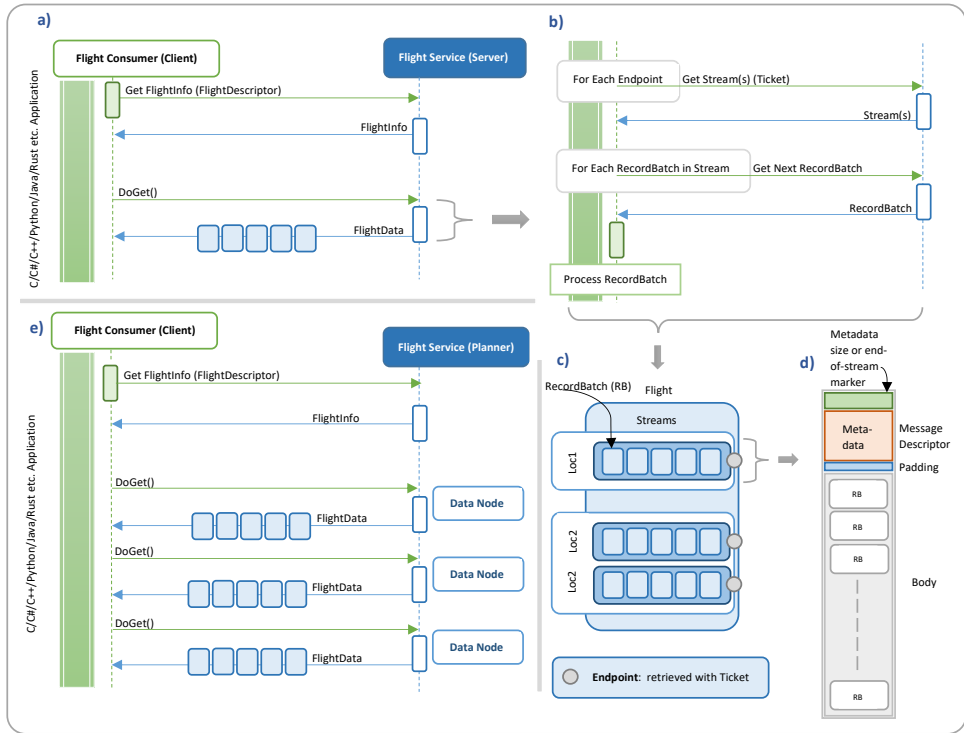 a)
Flight Consumer (Client)
Flight Service (Server)
C/C#/C++/Python/Java/Rust etc. Application
Get FlightInfo (FlightDescriptor)
FlightInfo
DoGet()
FlightData
b)
For Each Endpoint
Get Stream(s) (Ticket)
Stream(s)
For Each RecordBatch in Stream
Get Next RecordBatch
RecordBatch
Process RecordBatch
e)
Flight Consumer (Client)
Flight Service (Planner)
C/C#/C++/Python/Java/Rust etc. Application
Get FlightInfo (FlightDescriptor)
FlightInfo
DoGet()
Data Node
FlightData
DoGet()
Data Node
FlightData
DoGet()
Data Node
FlightData
c)
RecordBatch (RB)
Flight
Streams
Loc1
Loc2
Loc2
Endpoint: retrieved with Ticket
d)
Metadata
size or end-
of-stream
marker
Meta-
data
Message
Descriptor
Padding
RB
RB
RB
Body
RB